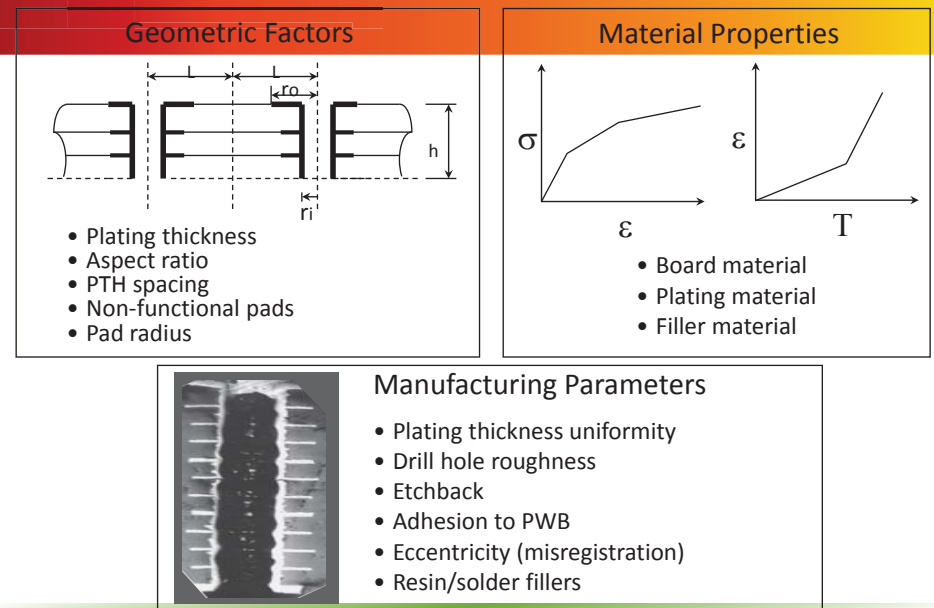 Geometric Factors
L L
ro
h
ri
• Plating thickness
• Aspect ratio
• PTH spacing
• Non-functional pads
• Pad radius
Material Properties
σ
ε
ε
T
• Board material
• Plating material
• Filler material
Manufacturing Parameters
• Plating thickness uniformity
• Drill hole roughness
• Etchback
• Adhesion to PWB
• Eccentricity (misregistration)
• Resin/solder fillers